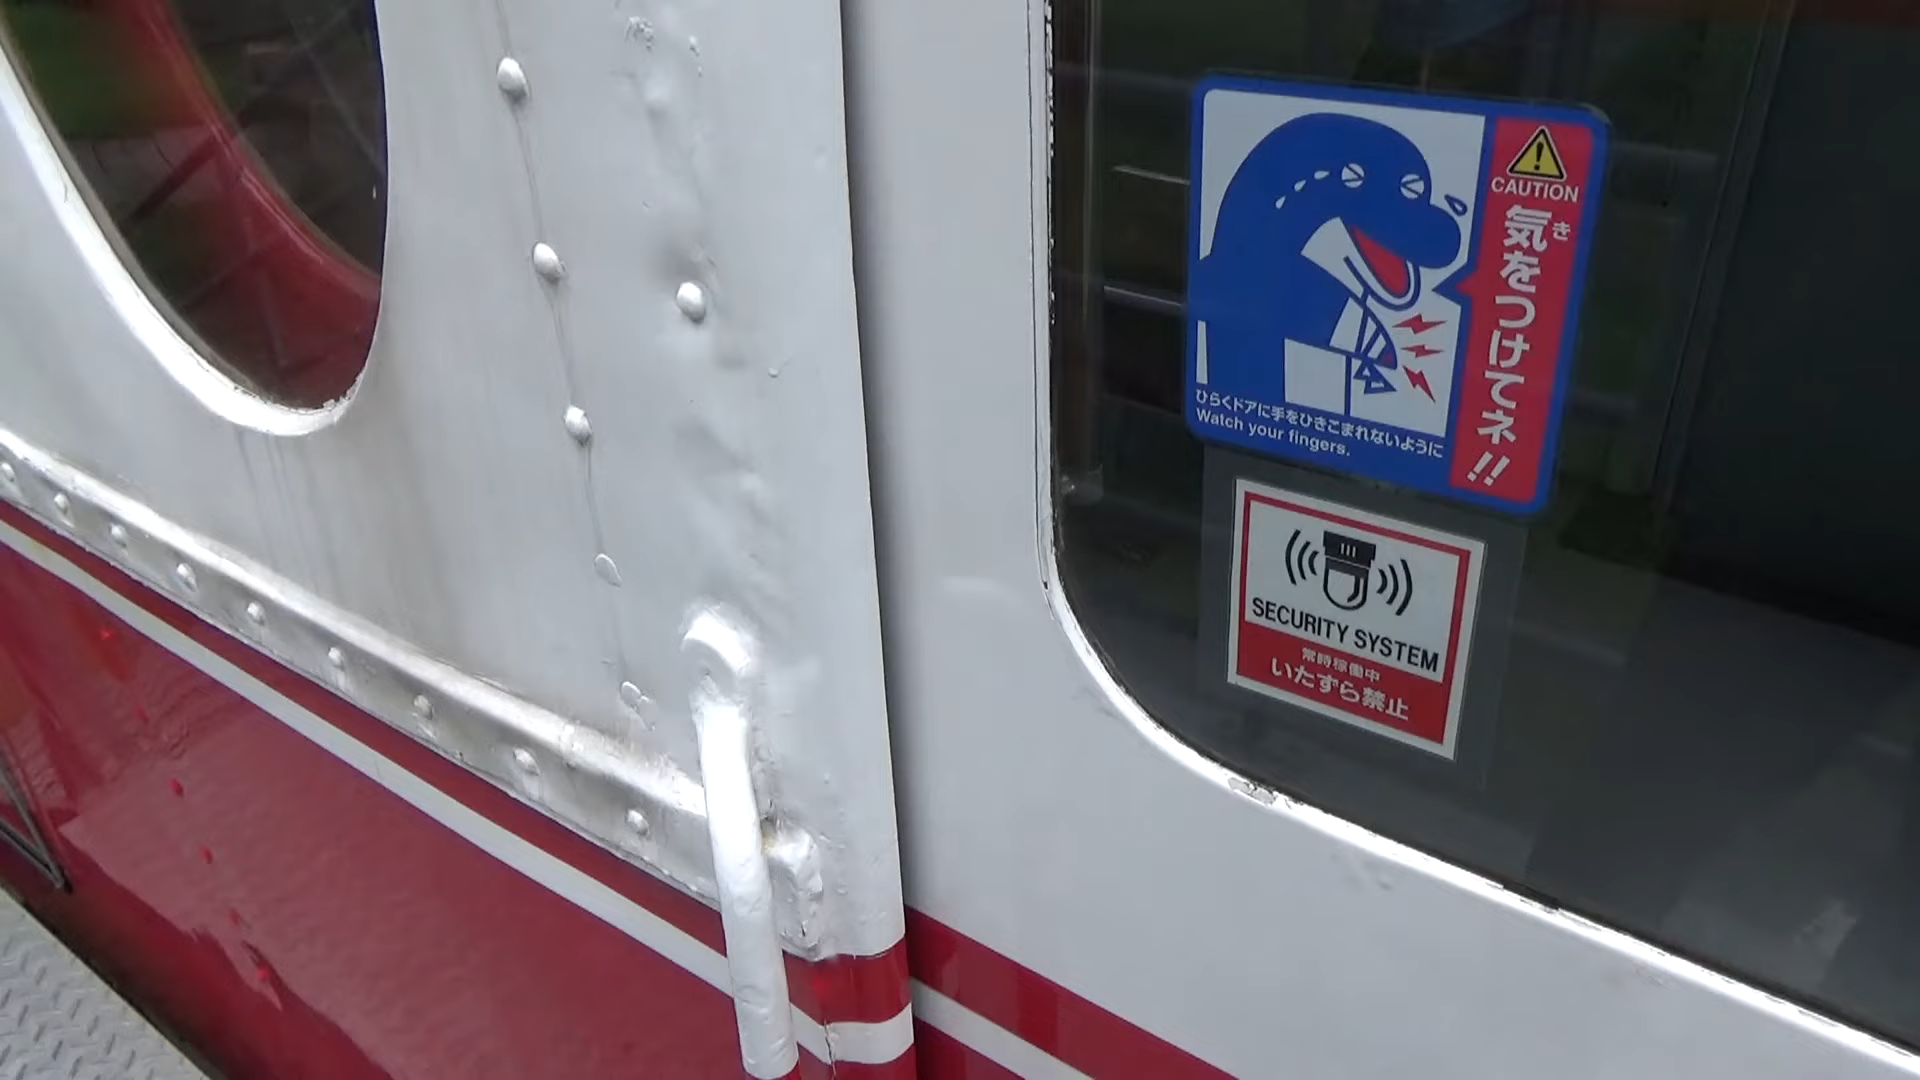 CAUTION
気をつけてネ!!
き
ひらくドアに手をひきこまれないように
Watch your fingers.
SECURITY SYSTEM
常時稼働中
いたずら禁止